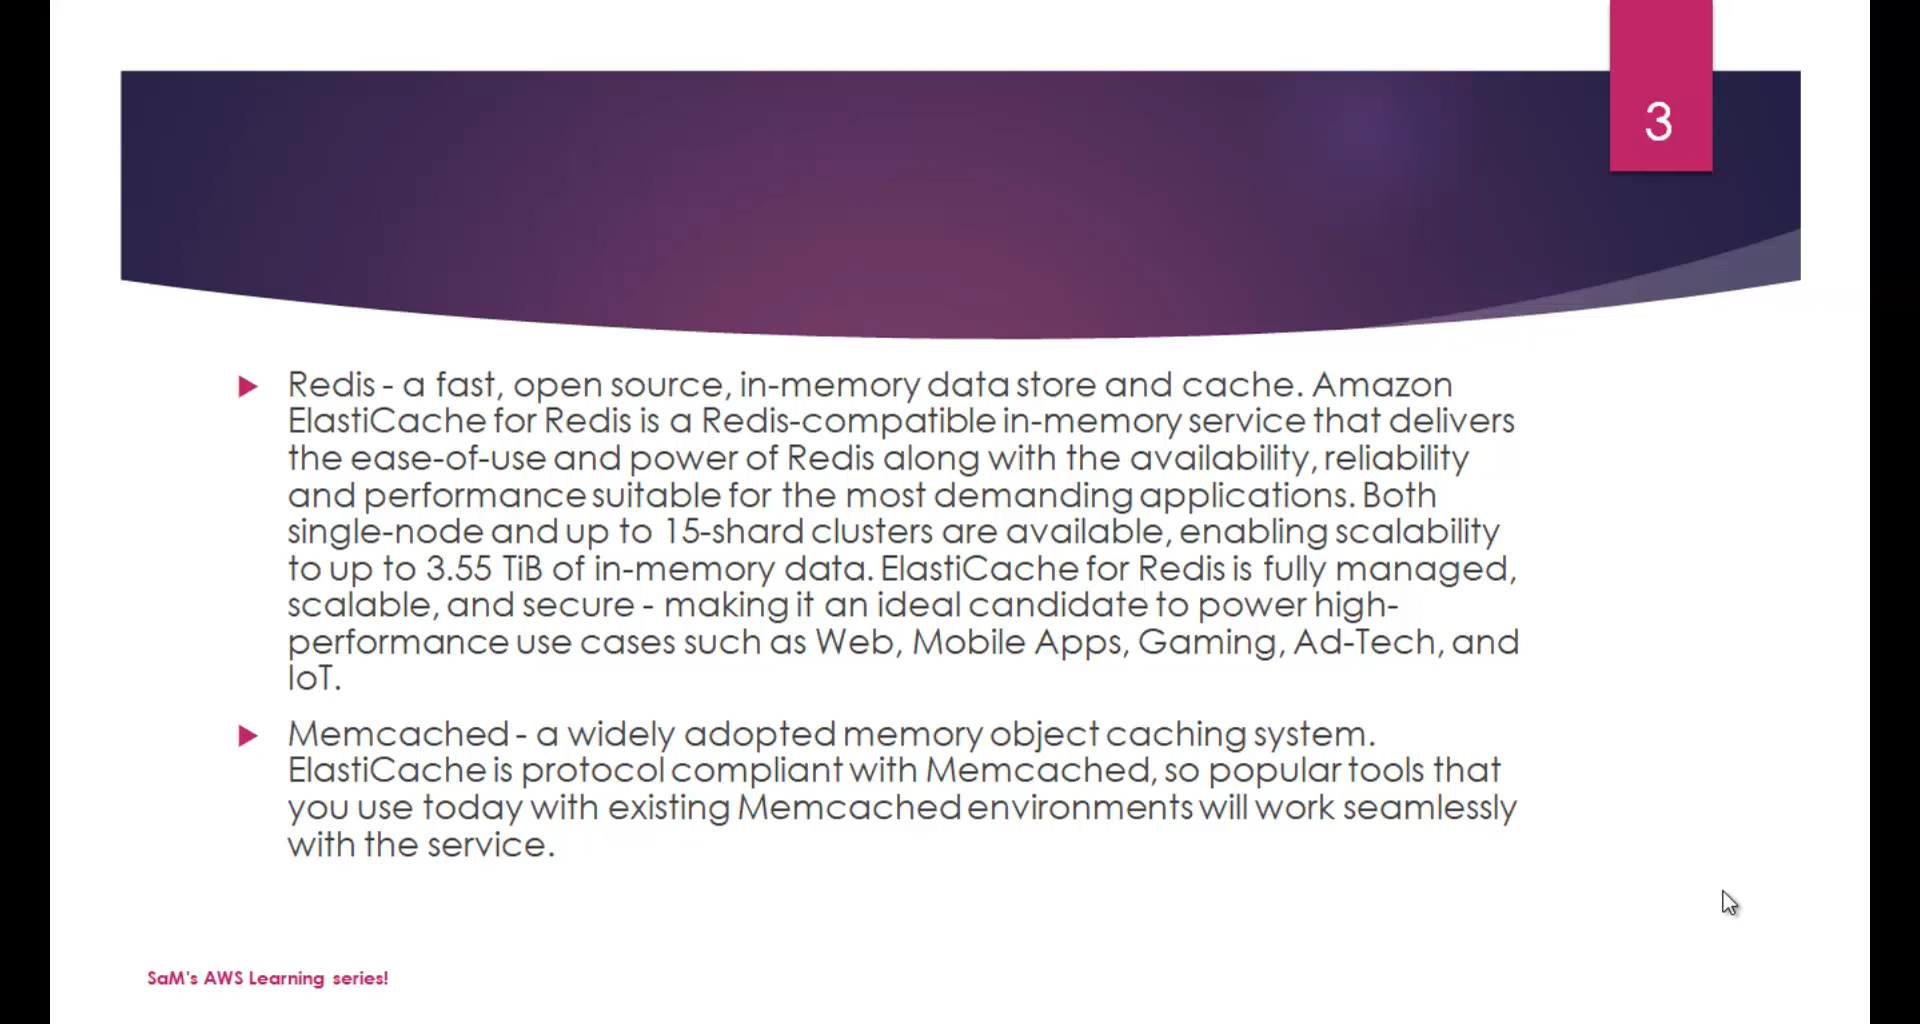 3
Redis - a fast, open source, in-memory data store and cache. Amazon
ElastiCache for Redis is a Redis-compatible in-memory service that delivers
the ease-of-use and power of Redis along with the availability, reliability
and performance suitable for the most demanding applications. Both
single-node and up to 15-shard clusters are available, enabling scalability
to up to 3.55 TiB of in-memory data. ElastiCache for Redis is fully managed,
scalable, and secure - making it an ideal candidate to power high-
performance use cases such as Web, Mobile Apps, Gaming, Ad-Tech, and
IoT.
Memcached - a widely adopted memory object caching system.
ElastiCache is protocol compliant with Memcached, so popular tools that
you use today with existing Memcached environments will work seamlessly
with the service.
SaM's AWS Learning series!